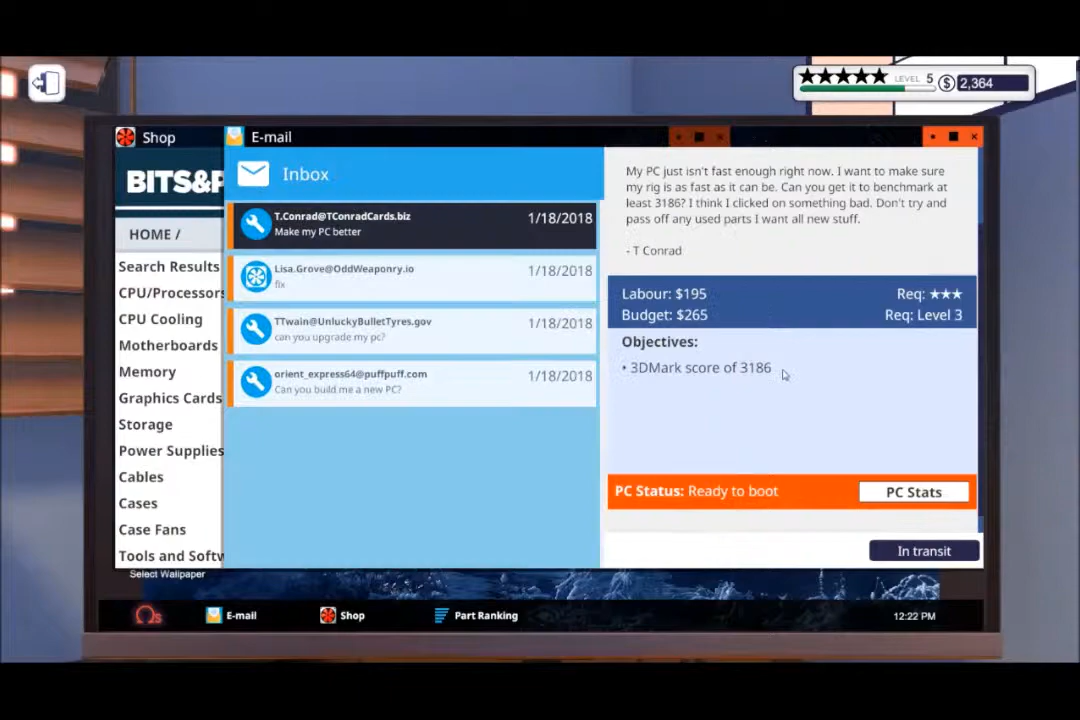 LEVEL 5 $ 2,364
Shop
E-mail
BITS&P
HOME /
Search Results
CPU/Processors
CPU Cooling
Motherboards
Memory
Graphics Cards
Storage
Power Supplies
Cables
Cases
Case Fans
Tools and Softw
Inbox
T.Conrad@TConradCards.biz 1/18/2018
Make my PC better
Lisa.Grove@OddWeaponry.io 1/18/2018
fix
TTwain@UnluckyBulletTyres.gov 1/18/2018
can you upgrade my pc?
orient_express64@puffpuff.com 1/18/2018
Can you build me a new PC?
My PC just isn't fast enough right now. I want to make sure
my rig is as fast as it can be. Can you get it to benchmark at
least 3186? I think I clicked on something bad. Don't try and
pass off any used parts I want all new stuff.
- T Conrad
Labour: $195 Req: ★★★
Budget: $265 Req: Level 3
Objectives:
• 3DMark score of 3186
PC Status: Ready to boot PC Stats
In transit
Select Wallpaper
Ωs E-mail Shop Part Ranking 12:22 PM